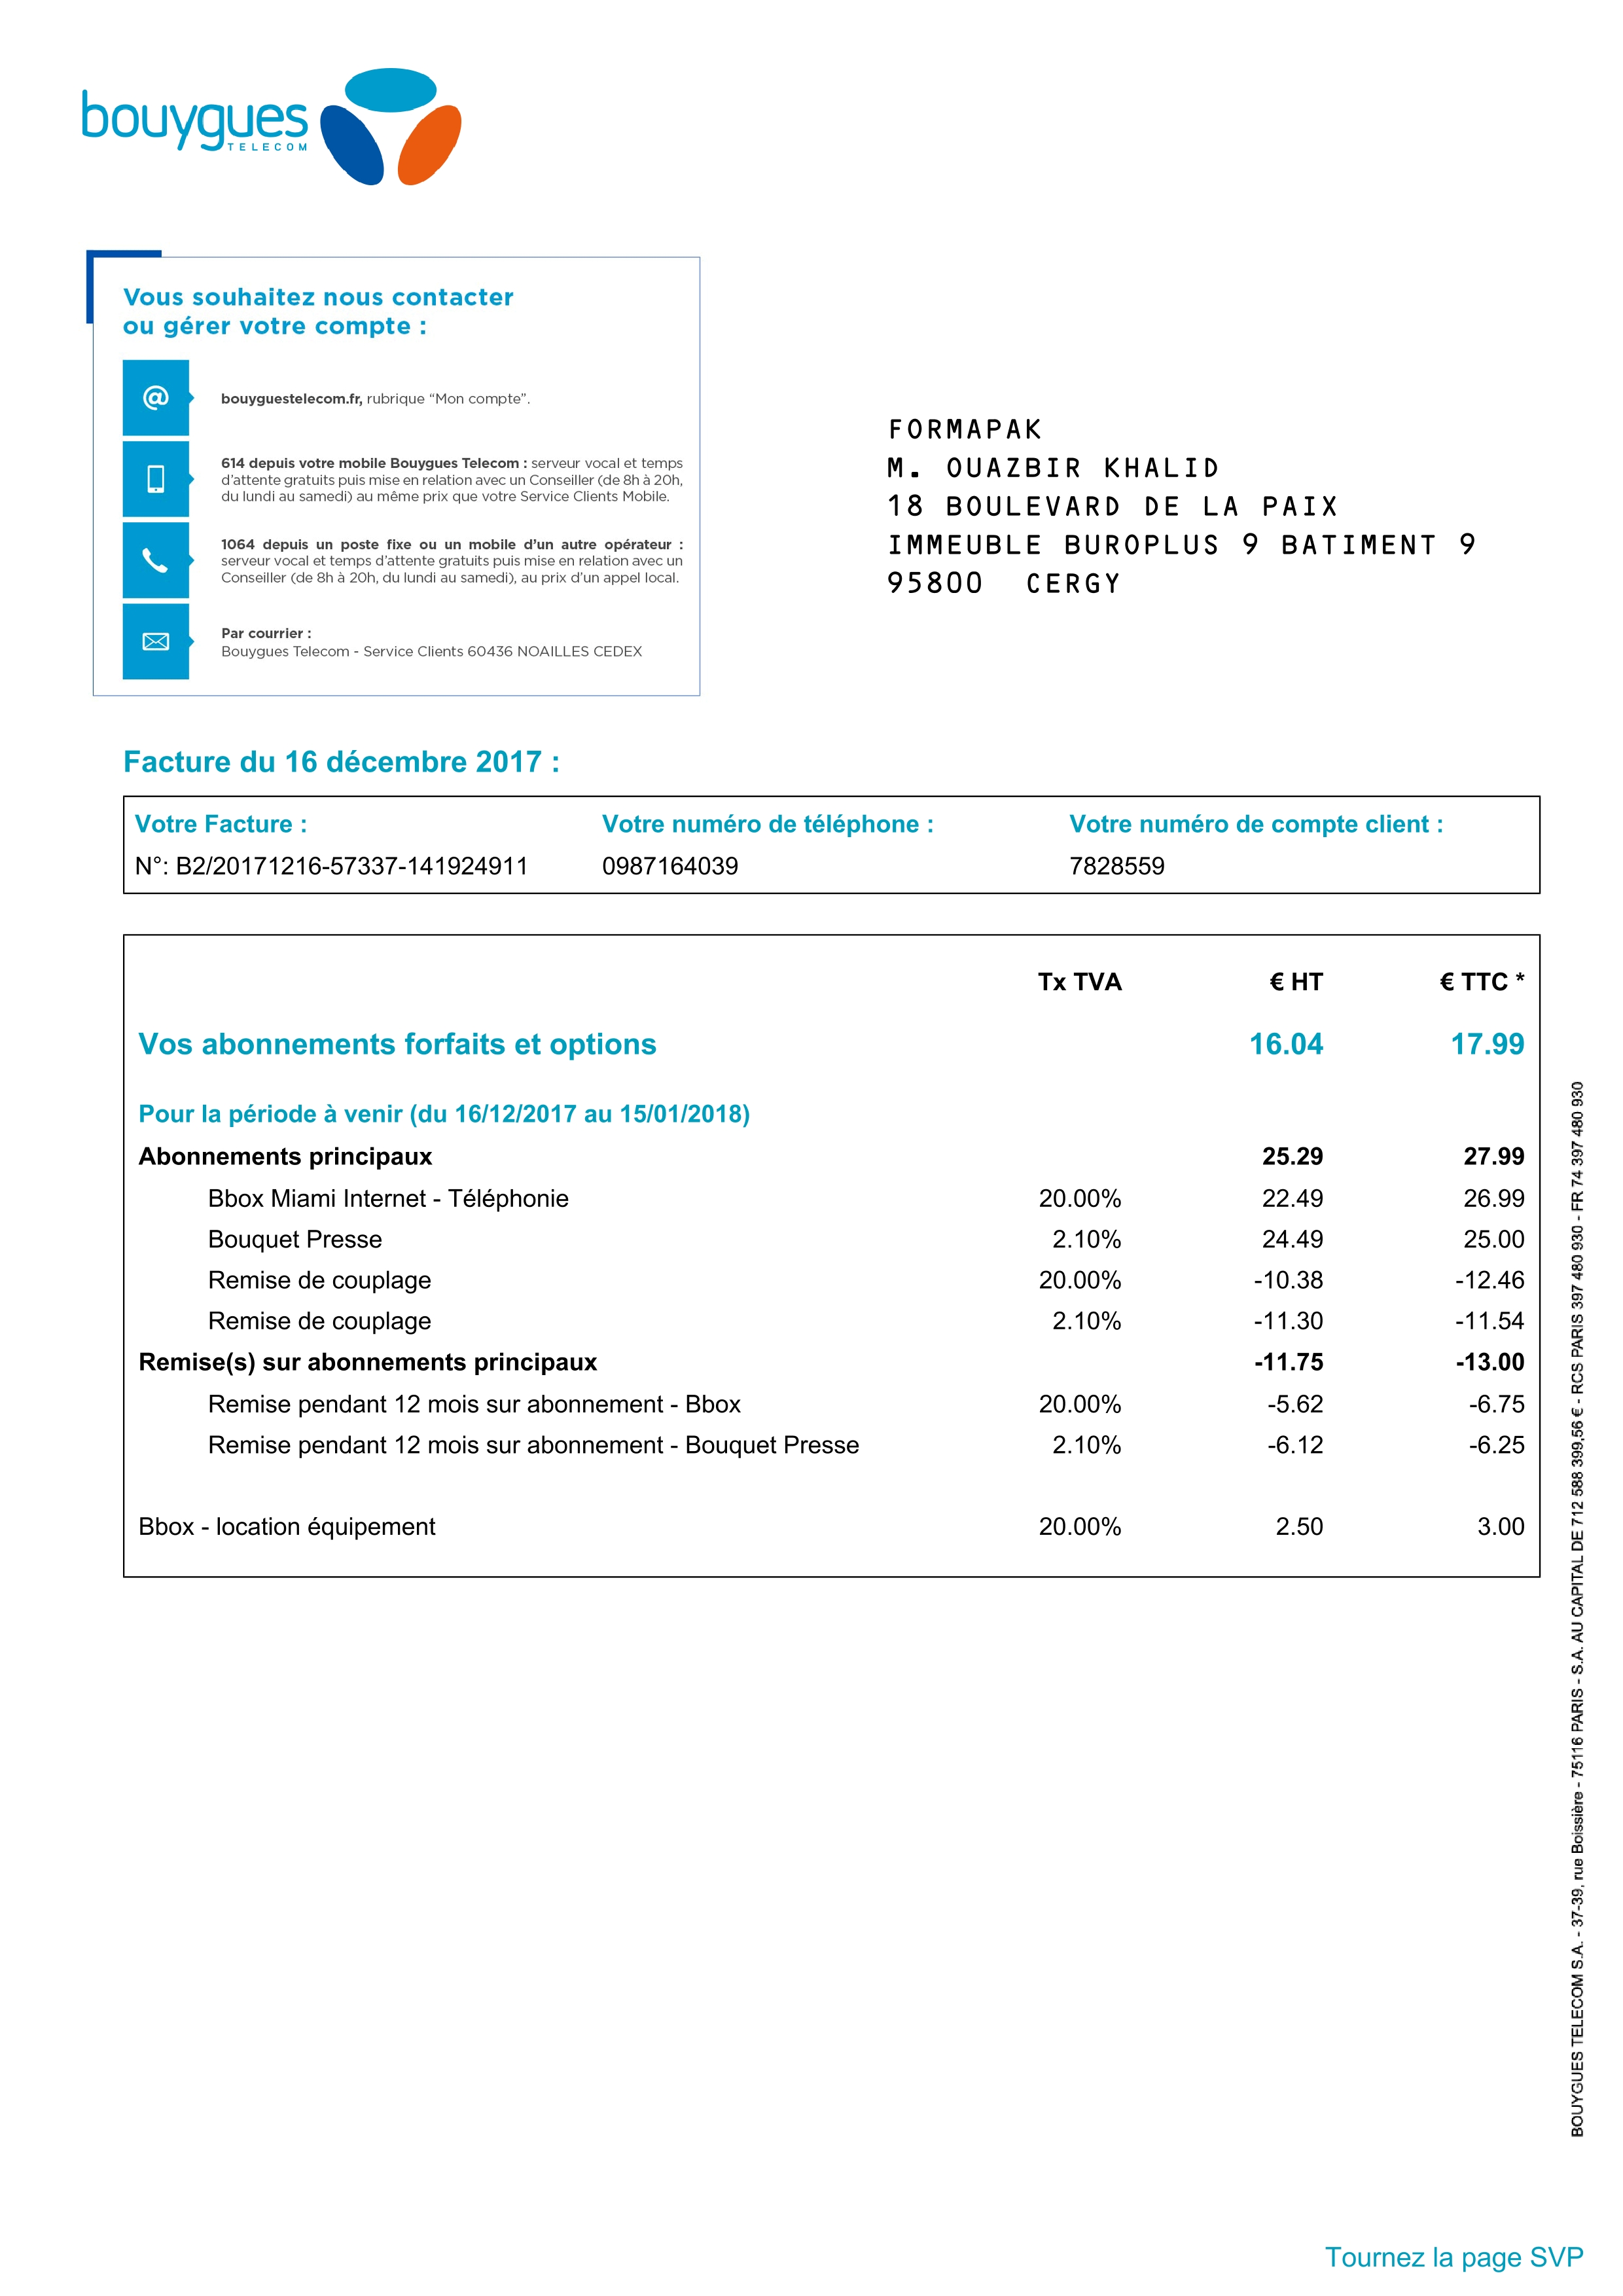 bouygues
TELECOM
Vous souhaitez nous contacter
ou gérer votre compte :
@
bouyguestelecom.fr, rubrique “Mon compte”.
614 depuis votre mobile Bouygues Telecom : serveur vocal et temps
d’attente gratuits puis mise en relation avec un Conseiller (de 8h à 20h,
du lundi au samedi) au même prix que votre Service Clients Mobile.
1064 depuis un poste fixe ou un mobile d’un autre opérateur :
serveur vocal et temps d’attente gratuits puis mise en relation avec un
Conseiller (de 8h à 20h, du lundi au samedi), au prix d’un appel local.
Par courrier :
Bouygues Telecom - Service Clients 60436 NOAILLES CEDEX
FORMAPAK
M. OUAZBIR KHALID
18 BOULEVARD DE LA PAIX
IMMEUBLE BUROPLUS 9 BATIMENT 9
95800 CERGY
Facture du 16 décembre 2017 :
Votre Facture : Votre numéro de téléphone : Votre numéro de compte client :
N°: B2/20171216-57337-141924911 0987164039 7828559
Tx TVA € HT € TTC *
Vos abonnements forfaits et options 16.04 17.99
Pour la période à venir (du 16/12/2017 au 15/01/2018)
Abonnements principaux 25.29 27.99
Bbox Miami Internet - Téléphonie 20.00% 22.49 26.99
Bouquet Presse 2.10% 24.49 25.00
Remise de couplage 20.00% -10.38 -12.46
Remise de couplage 2.10% -11.30 -11.54
Remise(s) sur abonnements principaux -11.75 -13.00
Remise pendant 12 mois sur abonnement - Bbox 20.00% -5.62 -6.75
Remise pendant 12 mois sur abonnement - Bouquet Presse 2.10% -6.12 -6.25
Bbox - location équipement 20.00% 2.50 3.00
BOUYGUES TELECOM S.A. - 37-39, rue Boissière - 75116 PARIS - S.A. AU CAPITAL DE 712 588 399,56 € - RCS PARIS 397 480 930 - FR 74 397 480 930
Tournez la page SVP